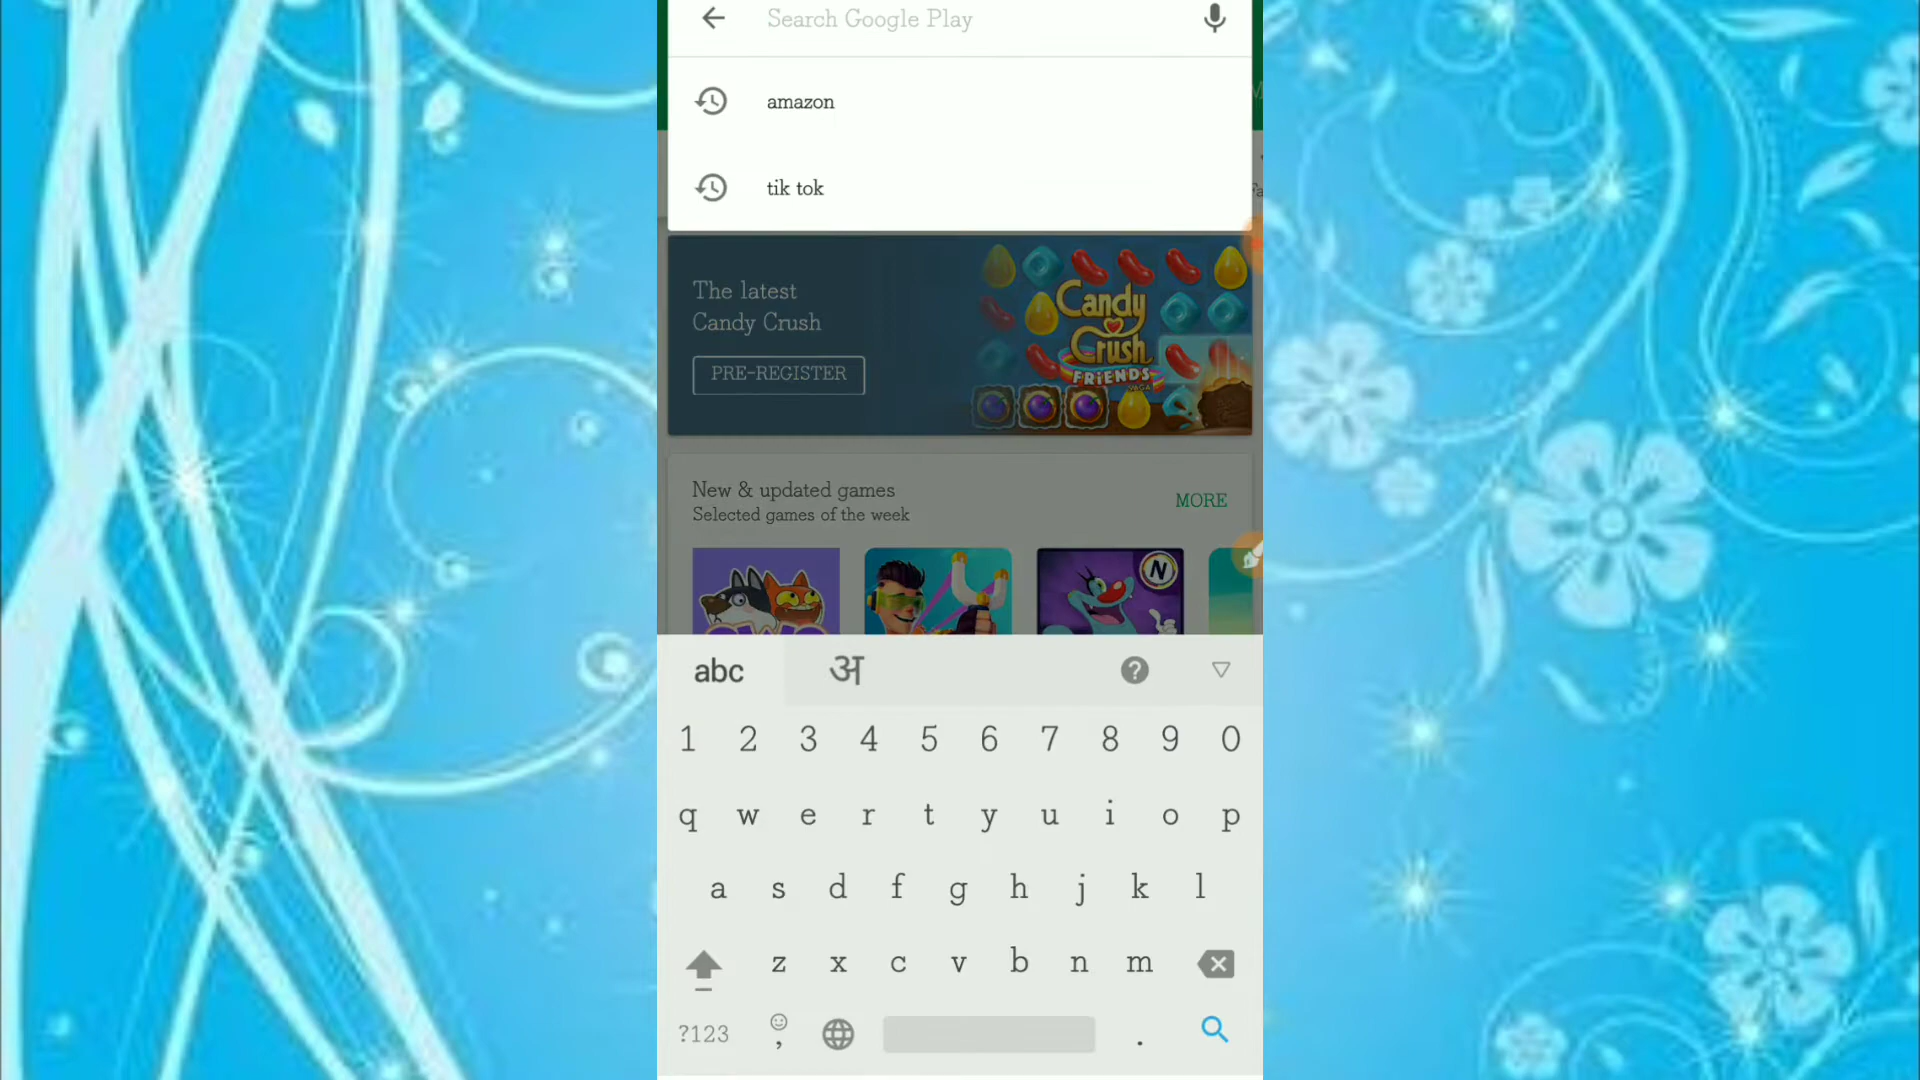 Search Google Play
amazon
tik tok
The latest
Candy Crush
PRE-REGISTER
Candy
Crush
FRIENDS
SAGA
New & updated games
MORE
Selected games of the week
N
abc अ ?
1 2 3 4 5 6 7 8 9 0
q w e r t y u i o p
a s d f g h j k l
z x c v b n m
?123 , .